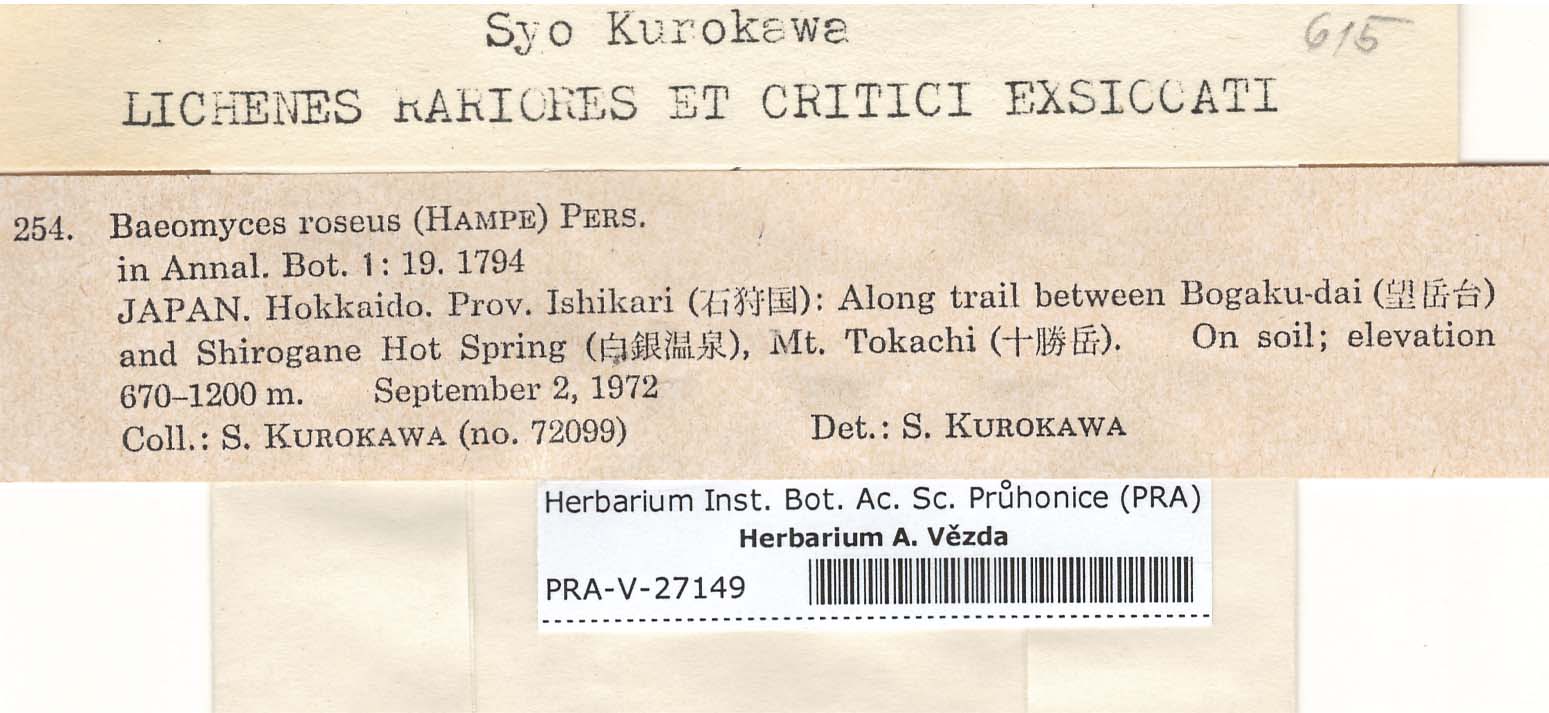 Syo Kurokawa 615
LICHENES RARIORES ET CRITICI EXSICCATI
254. Baeomyces roseus (HAMPE) PERS.
in Annal. Bot. 1: 19. 1794
JAPAN. Hokkaido. Prov. Ishikari (石狩国): Along trail between Bogaku-dai (望岳台)
and Shirogane Hot Spring (白銀温泉), Mt. Tokachi (十勝岳). On soil; elevation
670–1200 m. September 2, 1972
Coll.: S. KUROKAWA (no. 72099) Det.: S. KUROKAWA
Herbarium Inst. Bot. Ac. Sc. Průhonice (PRA)
Herbarium A. Vězda
PRA-V-27149